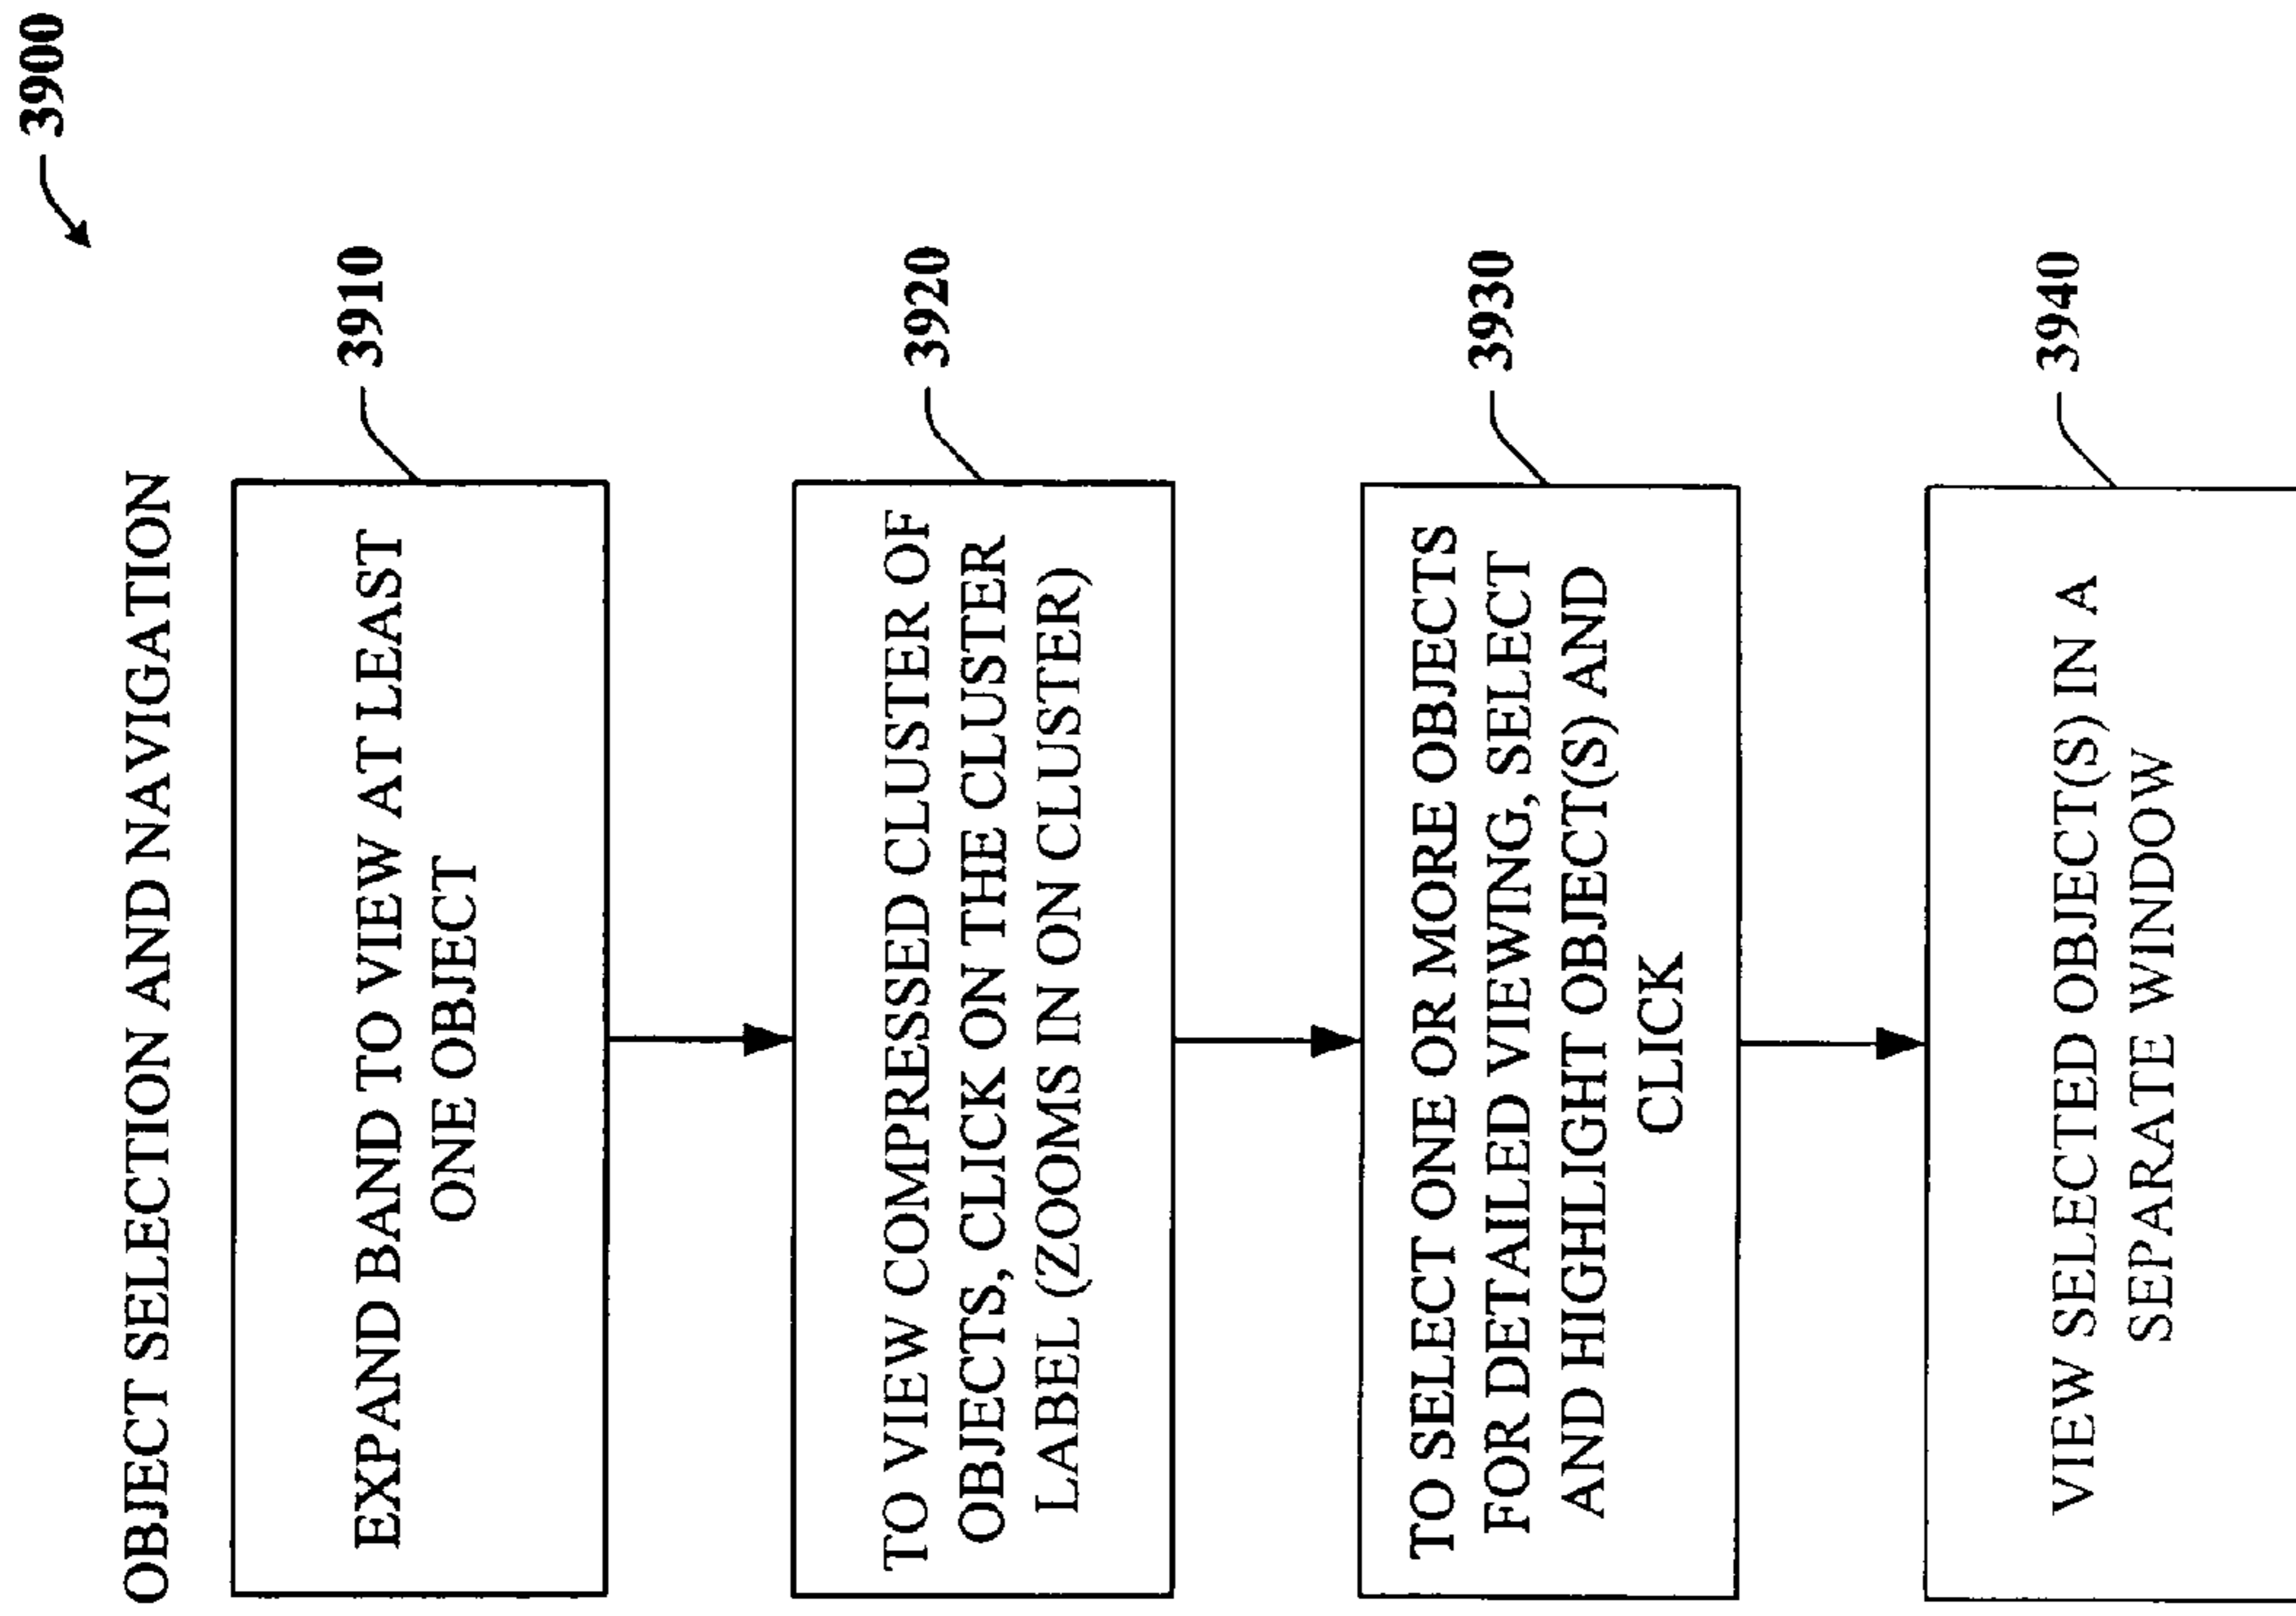 3900
OBJECT SELECTION AND NAVIGATION
3910
EXPAND BAND TO VIEW AT LEAST
ONE OBJECT
3920
TO VIEW COMPRESSED CLUSTER OF
OBJECTS, CLICK ON THE CLUSTER
LABEL (ZOOMS IN ON CLUSTER)
3930
TO SELECT ONE OR MORE OBJECTS
FOR DETAILED VIEWING, SELECT
AND HIGHLIGHT OBJECT(S) AND
CLICK
3940
VIEW SELECTED OBJECT(S) IN A
SEPARATE WINDOW